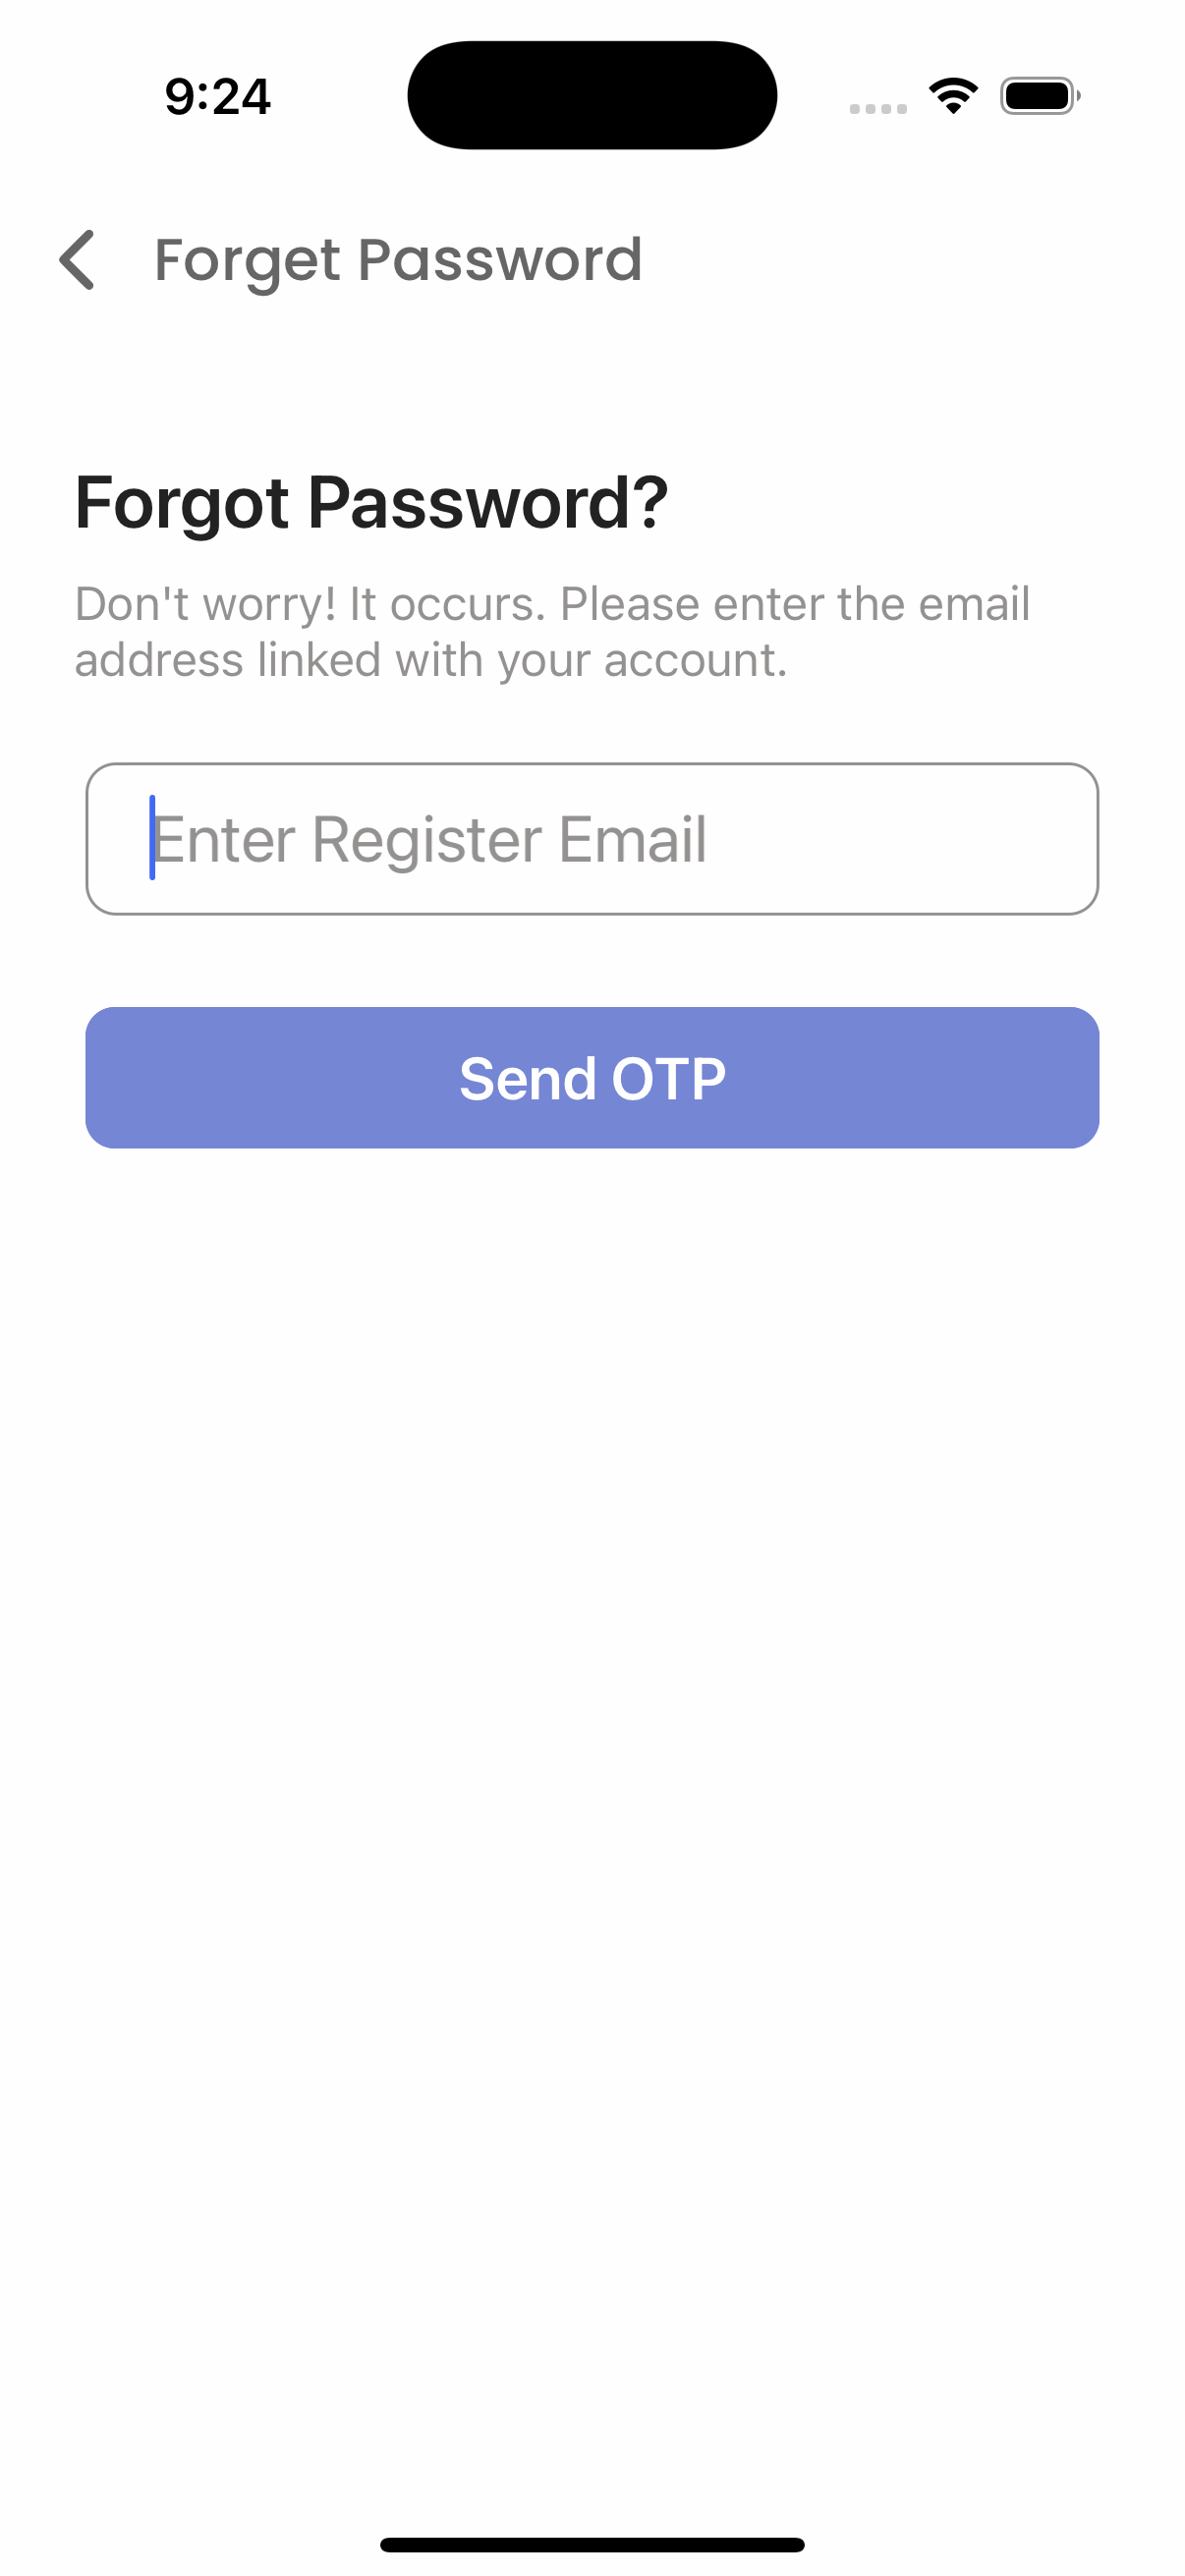 9:24
Forget Password
Forgot Password?
Don't worry! It occurs. Please enter the email
address linked with your account.
Enter Register Email
Send OTP